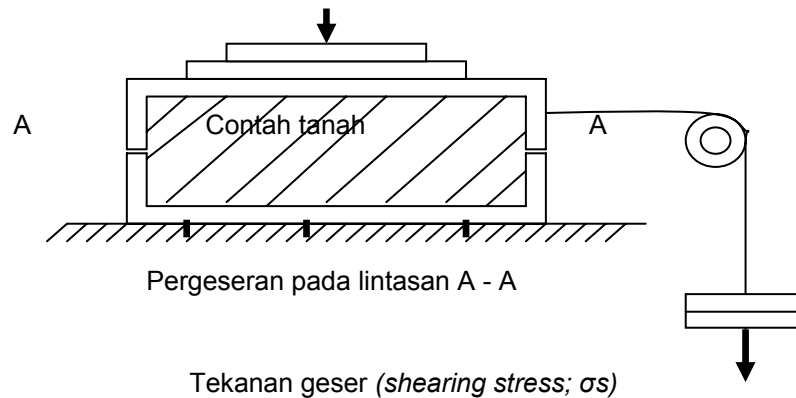 A Contah tanah A
Pergeseran pada lintasan A - A
Tekanan geser (shearing stress; σs)